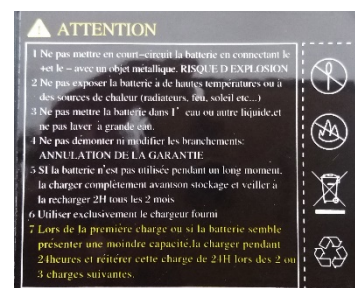 ATTENTION
1 Ne pas mettre en court-circuit la batterie en connectant le
+et le - avec un objet métallique. RISQUE D EXPLOSION
2 Ne pas exposer la batterie à de hautes températures ou à
des sources de chaleur (radiateurs, feu, soleil etc...)
3 Ne pas mettre la batterie dans l' eau ou autre liquide,et
ne pas laver à grande eau.
4 Ne pas démonter ni modifier les branchements:
ANNULATION DE LA GARANTIE
5 SI la batterie n'est pas utilisée pendant un long moment,
la charger complètement avantson stockage et veiller à
la recharger 2H tous les 2 mois
6 Utiliser exclusivement le chargeur fourni
7 Lors de la première charge ou si la batterie semble
présenter une moindre capacité,la charger pendant
24heures et réitérer cette charge de 24H lors des 2 ou
3 charges suivantes.